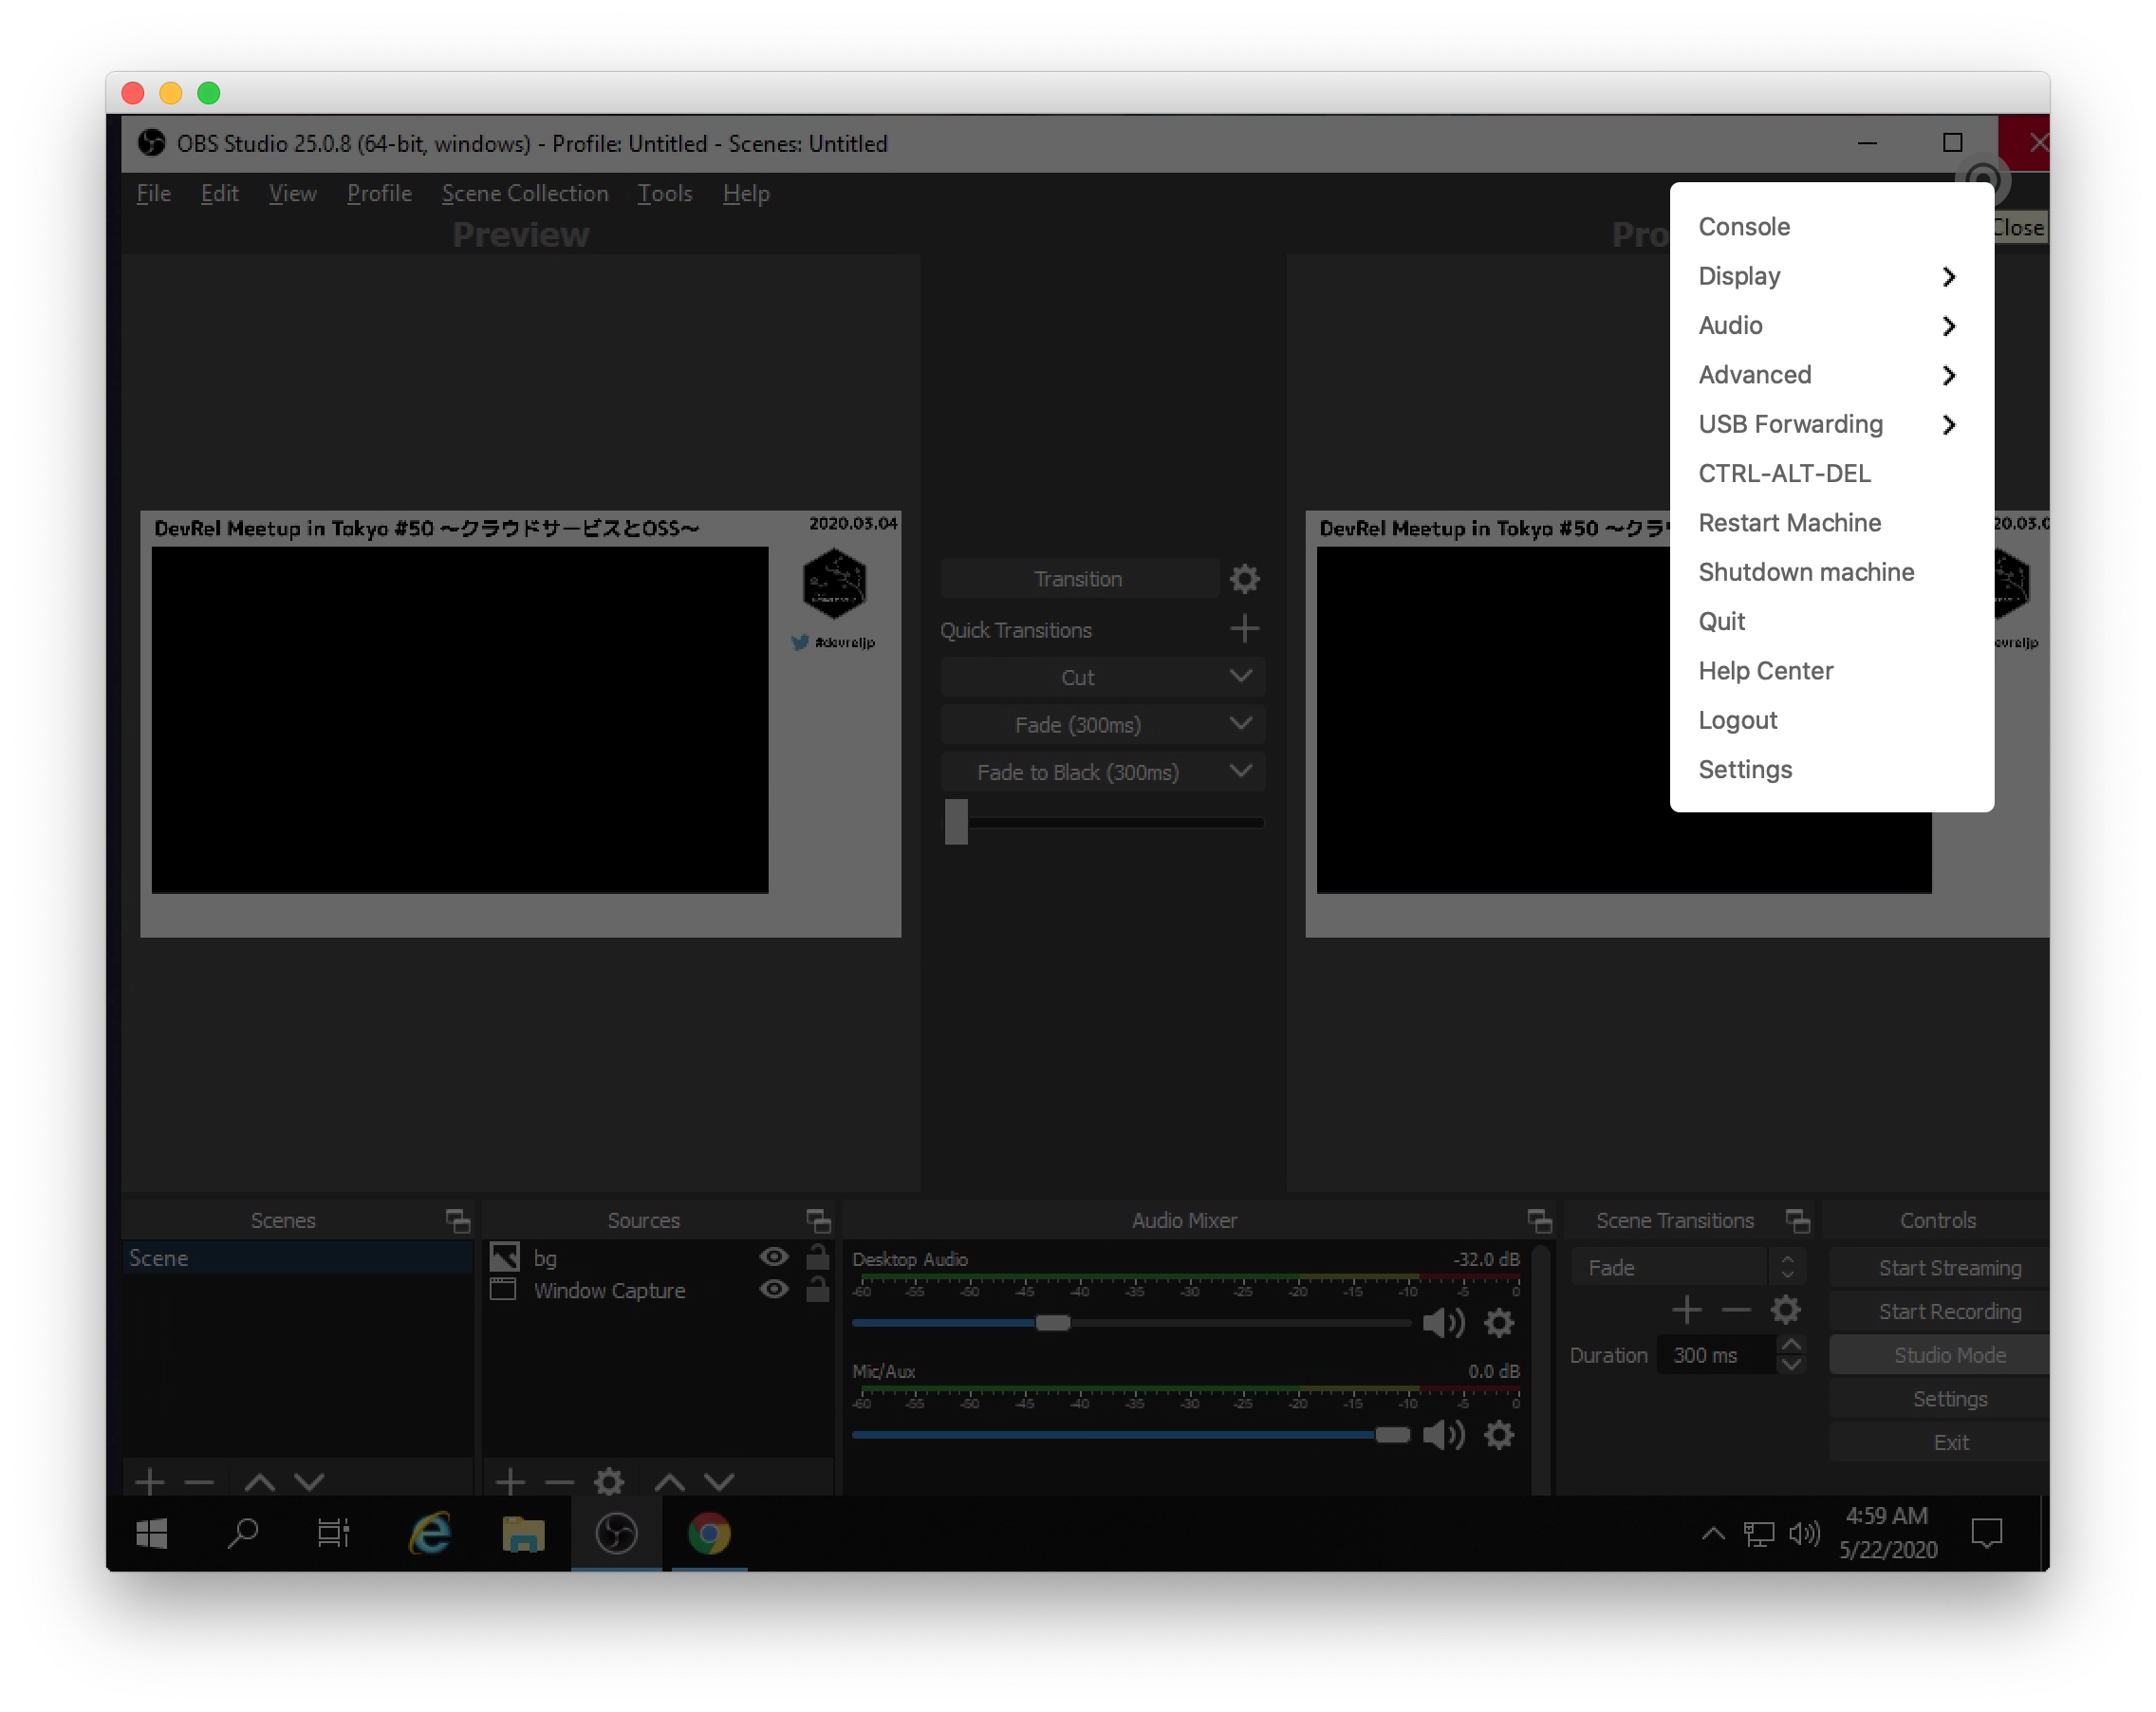 OBS Studio 25.0.8 (64-bit, windows) - Profile: Untitled - Scenes: Untitled
File Edit View Profile Scene Collection Tools Help
Close
Preview
Pro
Console
Display
Audio
Advanced
USB Forwarding
CTRL-ALT-DEL
Restart Machine
Shutdown machine
Quit
Help Center
Logout
Settings
DevRel Meetup in Tokyo #50 〜クラウドサービスとOSS〜
2020.03.04
#devreljp
Transition
Quick Transitions
Cut
Fade (300ms)
Fade to Black (300ms)
DevRel Meetup in Tokyo #50 〜クラ
20.03.0
vreljp
Scenes
Scene
Sources
bg
Window Capture
Audio Mixer
Desktop Audio -32.0 dB
-60 -55 -50 -45 -40 -35 -30 -25 -20 -15 -10 -5 0
Mic/Aux 0.0 dB
-60 -55 -50 -45 -40 -35 -30 -25 -20 -15 -10 -5 0
Scene Transitions
Fade
Duration 300 ms
Controls
Start Streaming
Start Recording
Studio Mode
Settings
Exit
4:59 AM
5/22/2020